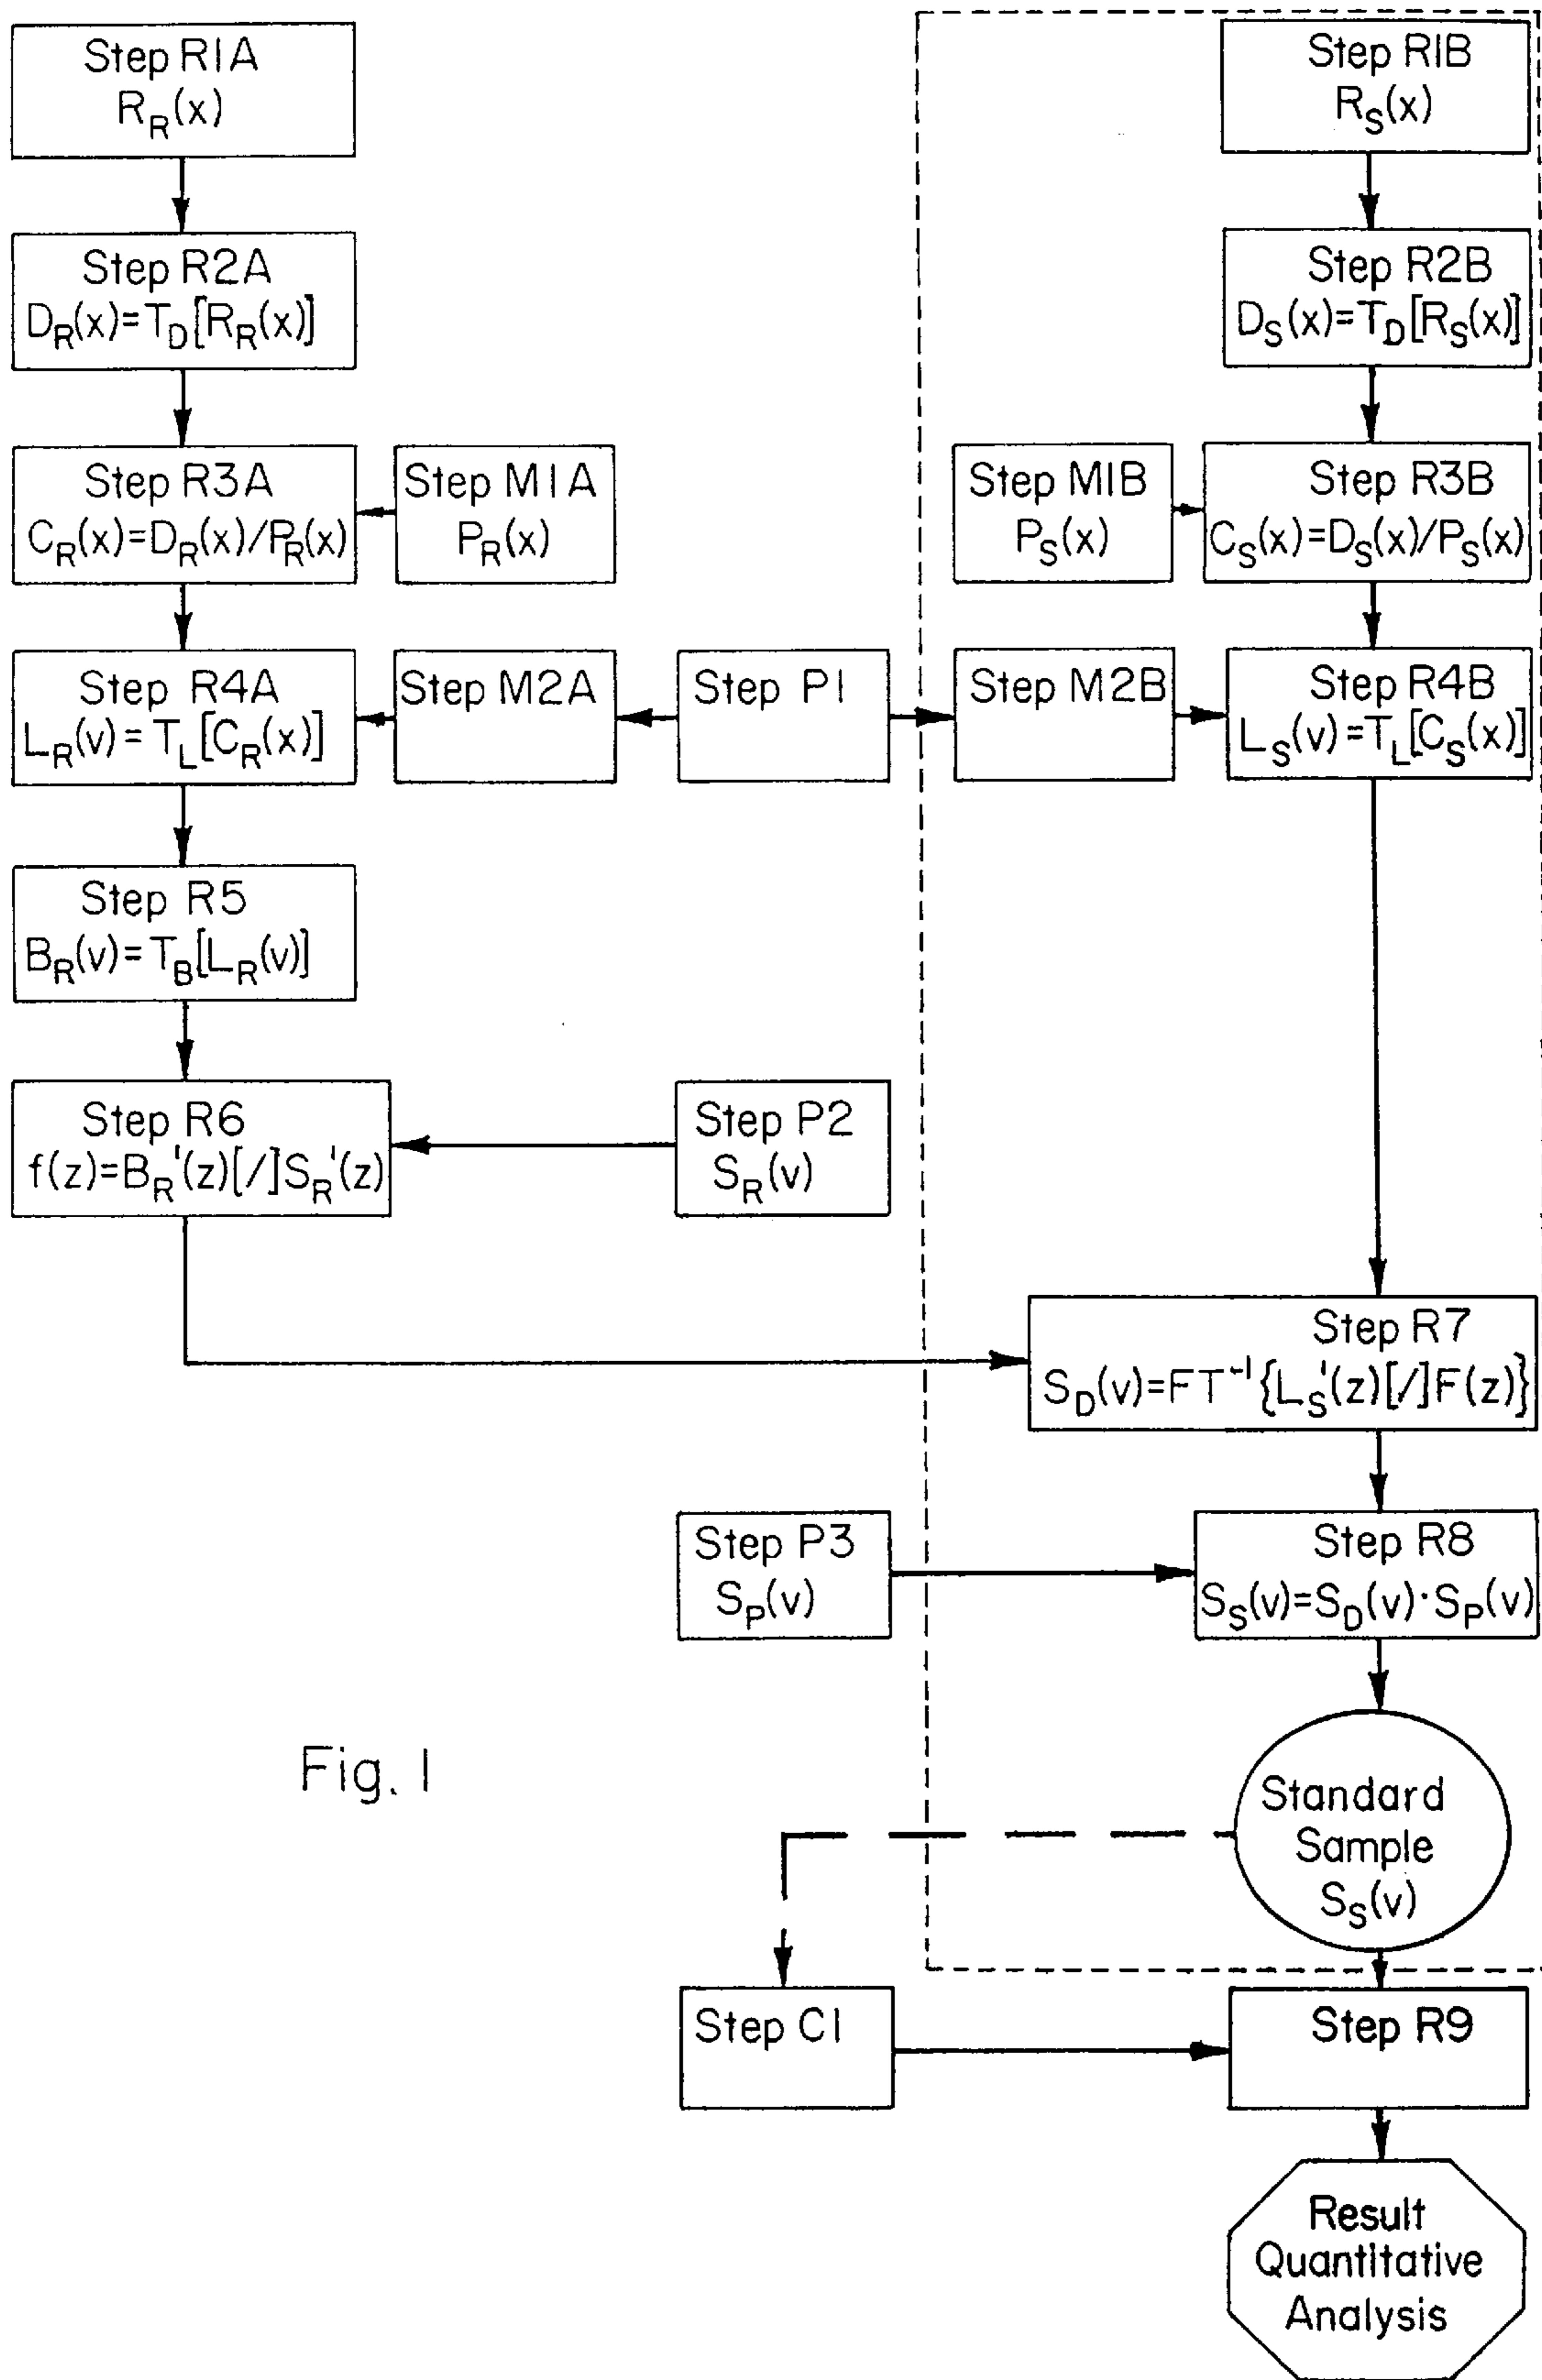 Step R1A
R_R(x)
Step R1B
R_S(x)
Step R2A
D_R(x)=T_D[R_R(x)]
Step R2B
D_S(x)=T_D[R_S(x)]
Step R3A
C_R(x)=D_R(x)/P_R(x)
Step M1A
P_R(x)
Step M1B
P_S(x)
Step R3B
C_S(x)=D_S(x)/P_S(x)
Step R4A
L_R(v)=T_L[C_R(x)]
Step M2A
Step P1
Step M2B
Step R4B
L_S(v)=T_L[C_S(x)]
Step R5
B_R(v)=T_B[L_R(v)]
Step R6
f(z)=B_R'(z)[/]S_R'(z)
Step P2
S_R(v)
Step R7
S_D(v)=FT⁻¹{L_S'(z)[/]F(z)}
Step P3
S_P(v)
Step R8
S_S(v)=S_D(v)·S_P(v)
Fig. 1
Standard
Sample
S_S(v)
Step C1
Step R9
Result
Quantitative
Analysis